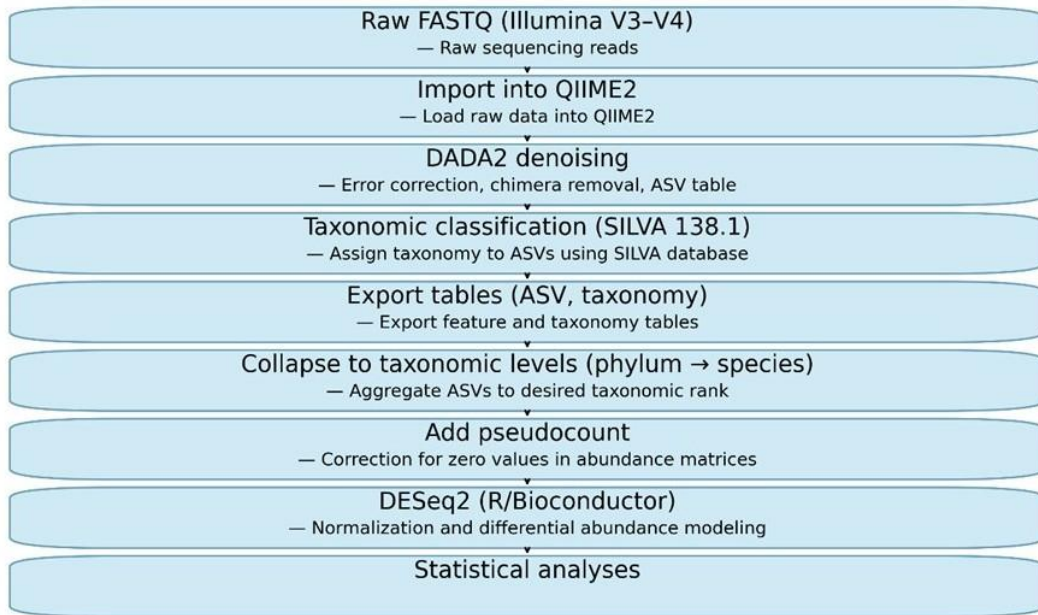 Raw FASTQ (Illumina V3–V4)
— Raw sequencing reads
Import into QIIME2
— Load raw data into QIIME2
DADA2 denoising
— Error correction, chimera removal, ASV table
Taxonomic classification (SILVA 138.1)
— Assign taxonomy to ASVs using SILVA database
Export tables (ASV, taxonomy)
— Export feature and taxonomy tables
Collapse to taxonomic levels (phylum → species)
— Aggregate ASVs to desired taxonomic rank
Add pseudocount
— Correction for zero values in abundance matrices
DESeq2 (R/Bioconductor)
— Normalization and differential abundance modeling
Statistical analyses